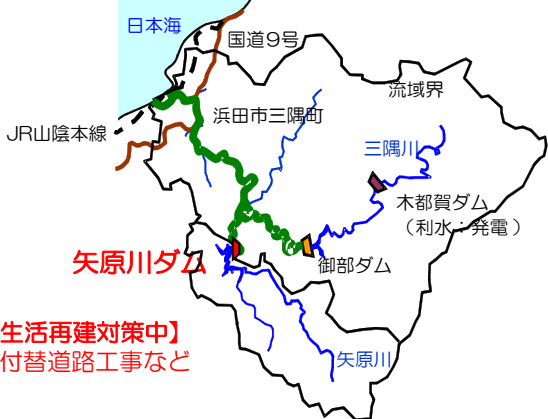 日本海
国道9号
流域界
浜田市三隅町
JR山陰本線
三隅川
木都賀ダム
（利水：発電）
矢原川ダム
御部ダム
生活再建対策中】
矢原川
付替道路工事など